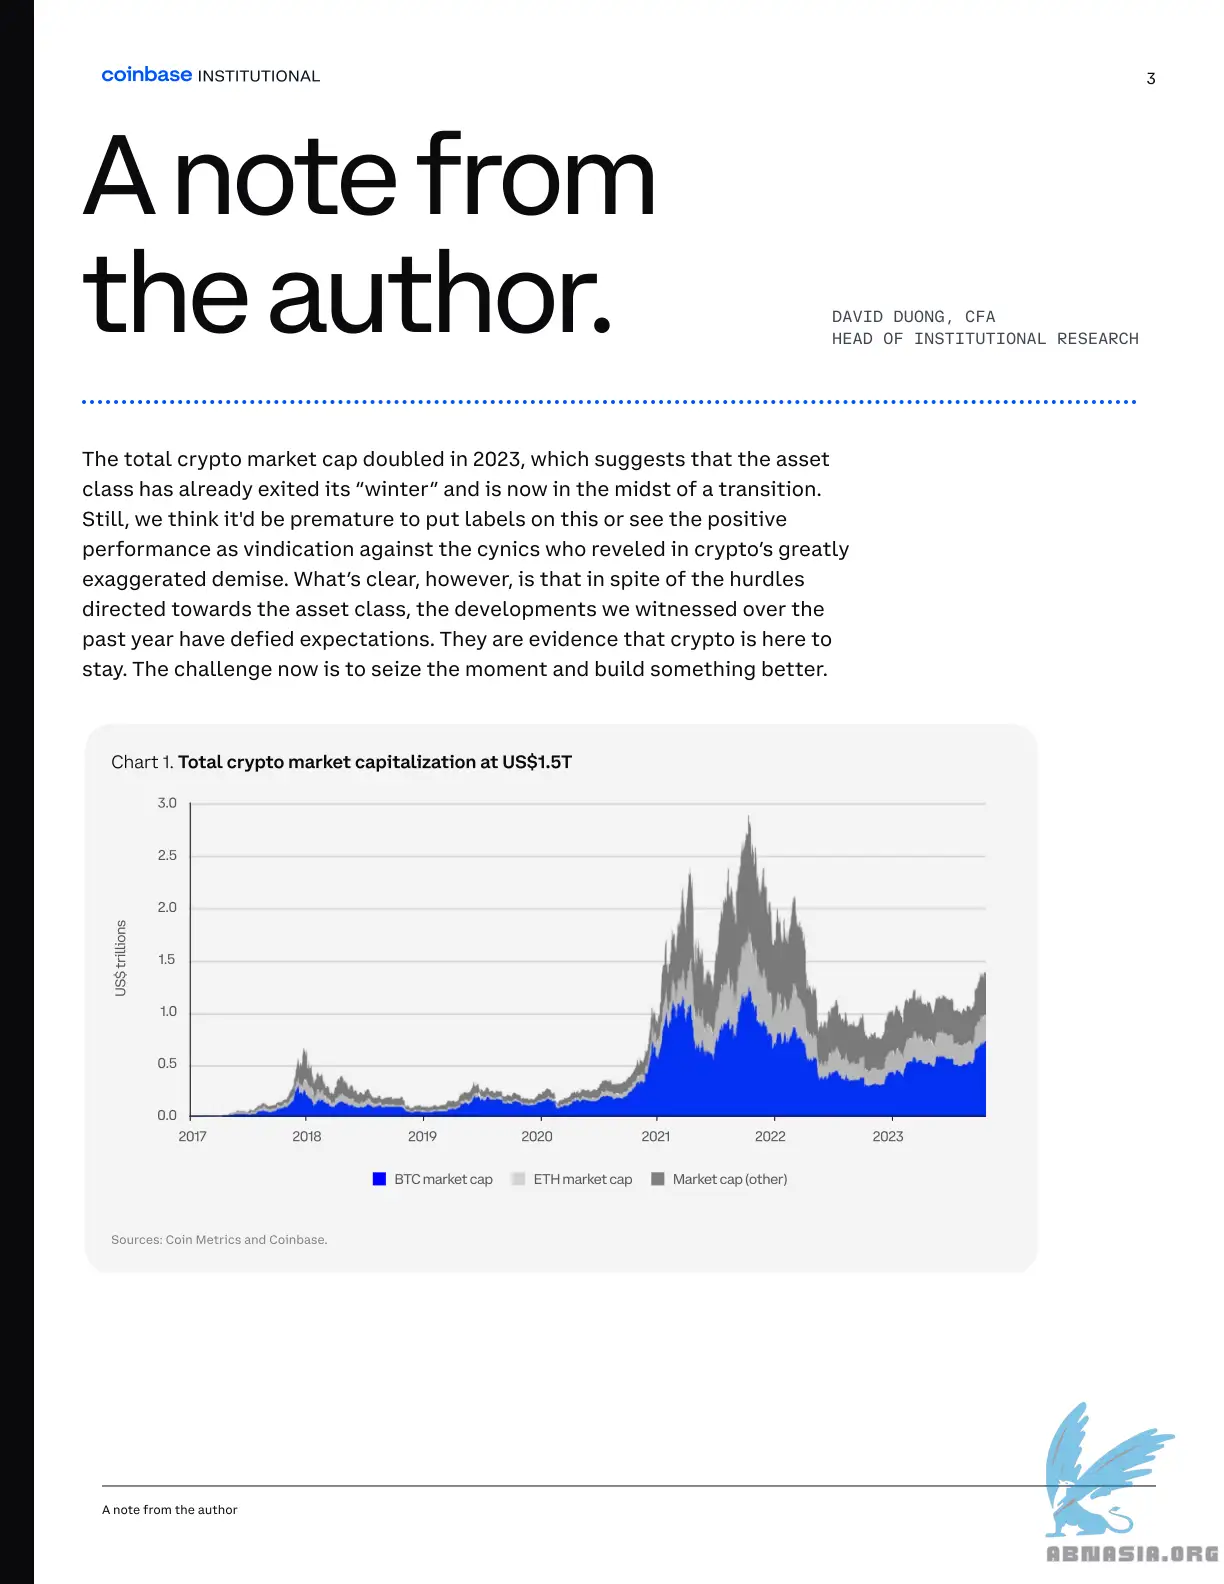 coinbase INSTITUTIONAL
3
A note from
the author.
DAVID DUONG, CFA
HEAD OF INSTITUTIONAL RESEARCH
The total crypto market cap doubled in 2023, which suggests that the asset
class has already exited its “winter” and is now in the midst of a transition.
Still, we think it'd be premature to put labels on this or see the positive
performance as vindication against the cynics who reveled in crypto’s greatly
exaggerated demise. What’s clear, however, is that in spite of the hurdles
directed towards the asset class, the developments we witnessed over the
past year have defied expectations. They are evidence that crypto is here to
stay. The challenge now is to seize the moment and build something better.
Chart 1. Total crypto market capitalization at US$1.5T
US$ trillions
3.0
2.5
2.0
1.5
1.0
0.5
0.0
2017 2018 2019 2020 2021 2022 2023
BTC market cap ETH market cap Market cap (other)
Sources: Coin Metrics and Coinbase.
A note from the author
ABNASIA.ORG